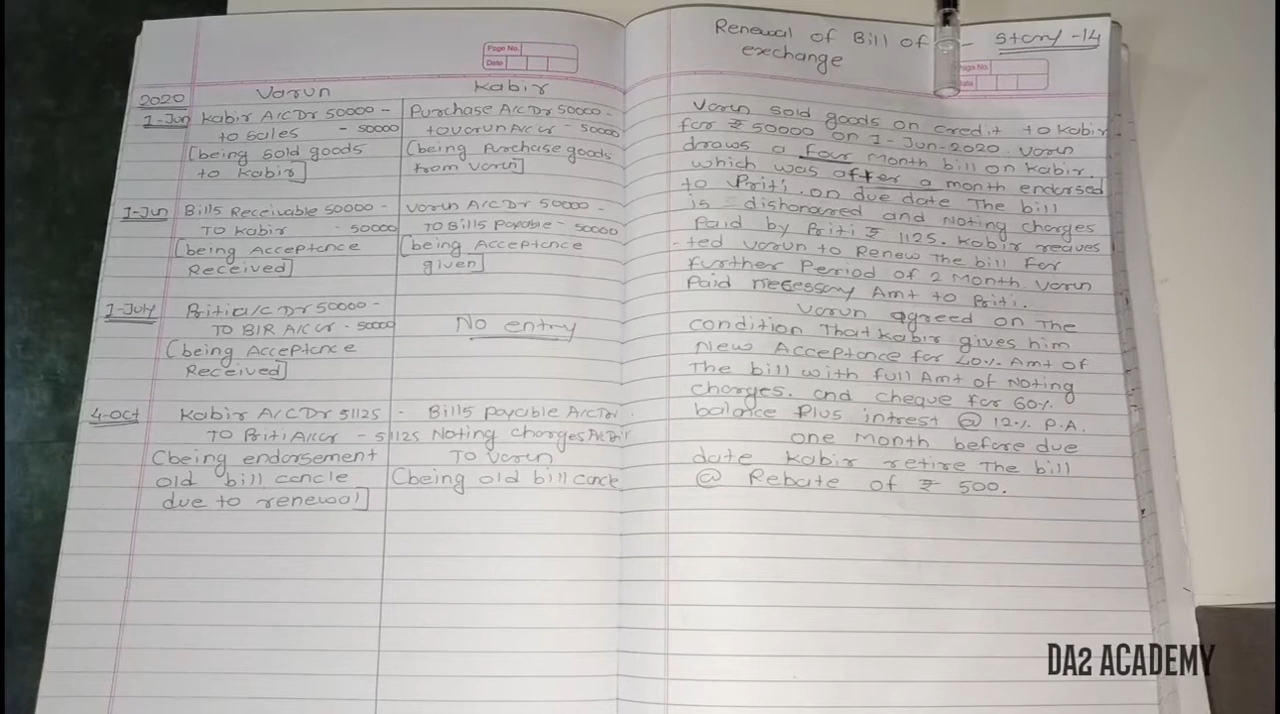 Page No.
Date
Varun
Kabir
2020
1-Jun Kabir A/C Dr 50000 -
to Sales - 50000
[being sold goods
to Kabir]
Purchase A/C Dr 50000 -
to Varun A/C Cr - 50000
[being Purchase goods
from Varun]
1-Jun Bills Receivable 50000 -
TO Kabir - 50000
[being Acceptance
Received]
Varun A/C Dr 50000 -
TO Bills Payable - 50000
[being Acceptance
given]
1-July Priti a/c Dr 50000 -
TO B/R A/C Cr - 50000
[being Acceptance
Received]
No entry
4-Oct Kabir A/C Dr 51125 -
TO Priti A/C Cr - 51125
[being endorsement
old bill cancle
due to renewal]
Bills payable A/C Dr
Noting charges A/C Dr
TO Varun
[being old bill cancle
Renewal of Bill of - Story -14
exchange
Page No.
Date
Varun sold goods on credit to Kabir
for ₹ 50000 on 1-Jun-2020 Varun
draws a four Month bill on Kabir.
which was after a month endorsed
to Priti. on due date The bill
is dishonoured and Noting charges
Paid by Priti ₹ 1125. Kabir reques
-ted Varun to Renew The bill for
further Period of 2 Month Varun
Paid necessary Amt to Priti.
Varun agreed on The
condition That Kabir gives him
New Acceptance for 40% Amt of
The bill with full Amt of Noting
charges. and cheque for 60%
balance Plus intrest @ 12% P.A.
one Month before due
date Kabir retire The bill
@ Rebate of ₹ 500.
DA2 ACADEMY